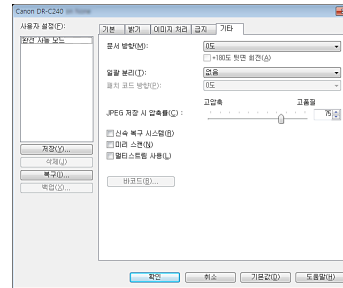 Canon DR-C240 on home
사용자 설정(F):
완전 자동 모드
저장(Y)...
삭제(J)
복구(I)...
백업(X)...
기본
밝기
이미지 처리
급지
기타
문서 방향(M):
0도
+180도 뒷면 회전(A)
일괄 분리(T):
없음
패치 코드 방향(P):
0도
고압축
고품질
JPEG 저장 시 압축률(C) :
75
신속 복구 시스템(R)
미리 스캔(N)
멀티스트림 사용(L)
바코드(B)...
확인
취소
기본값(D)
도움말(H)